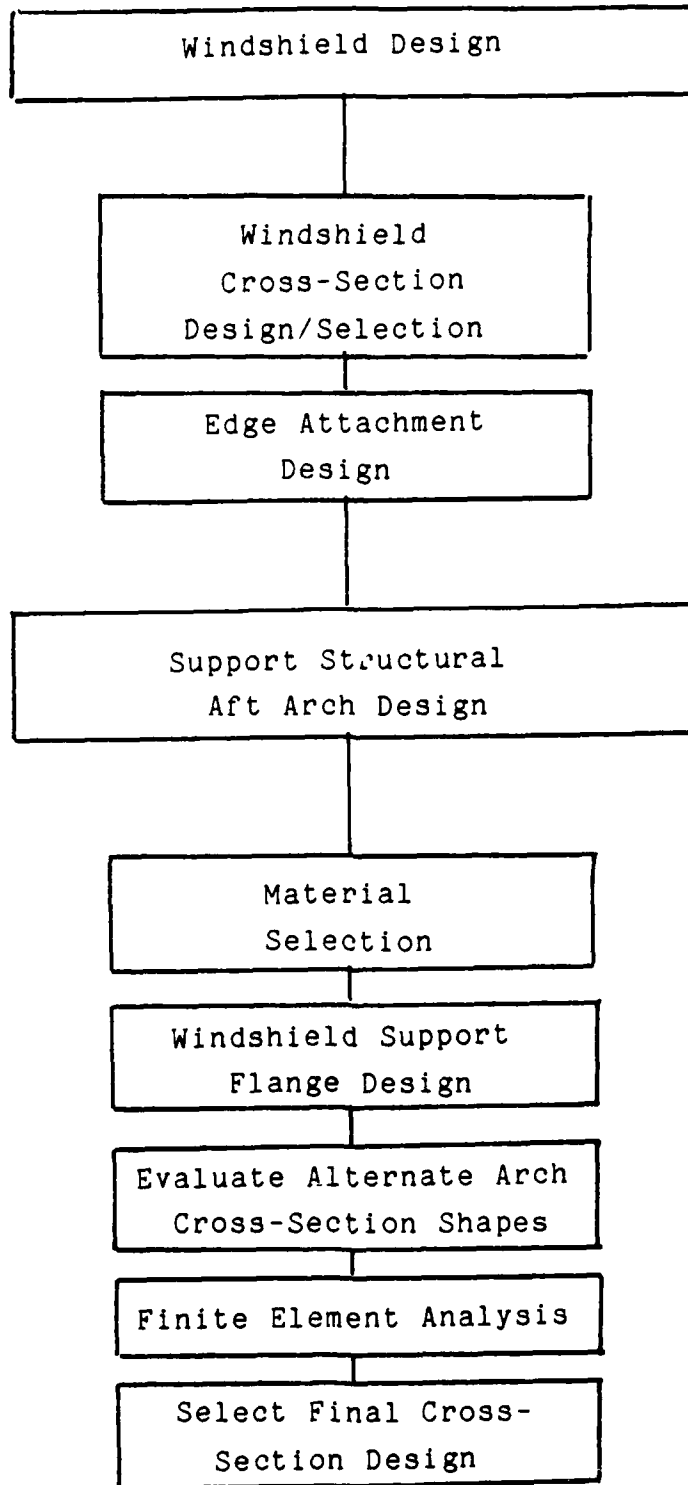 Windshield Design
Windshield
Cross-Section
Design/Selection
Edge Attachment
Design
Support Structural
Aft Arch Design
Material
Selection
Windshield Support
Flange Design
Evaluate Alternate Arch
Cross-Section Shapes
Finite Element Analysis
Select Final Cross-
Section Design